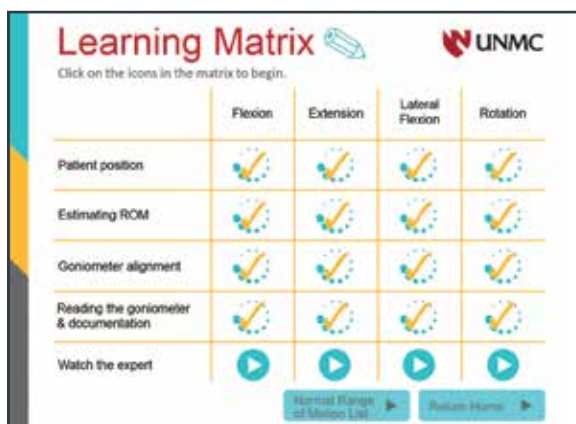 Learning Matrix
UNMC
Click on the icons in the matrix to begin.
Flexion
Extension
Lateral
Flexion
Rotation
Patient position
Estimating ROM
Goniometer alignment
Reading the goniometer
& documentation
Watch the expert
Normal Range
of Motion List
Return Home